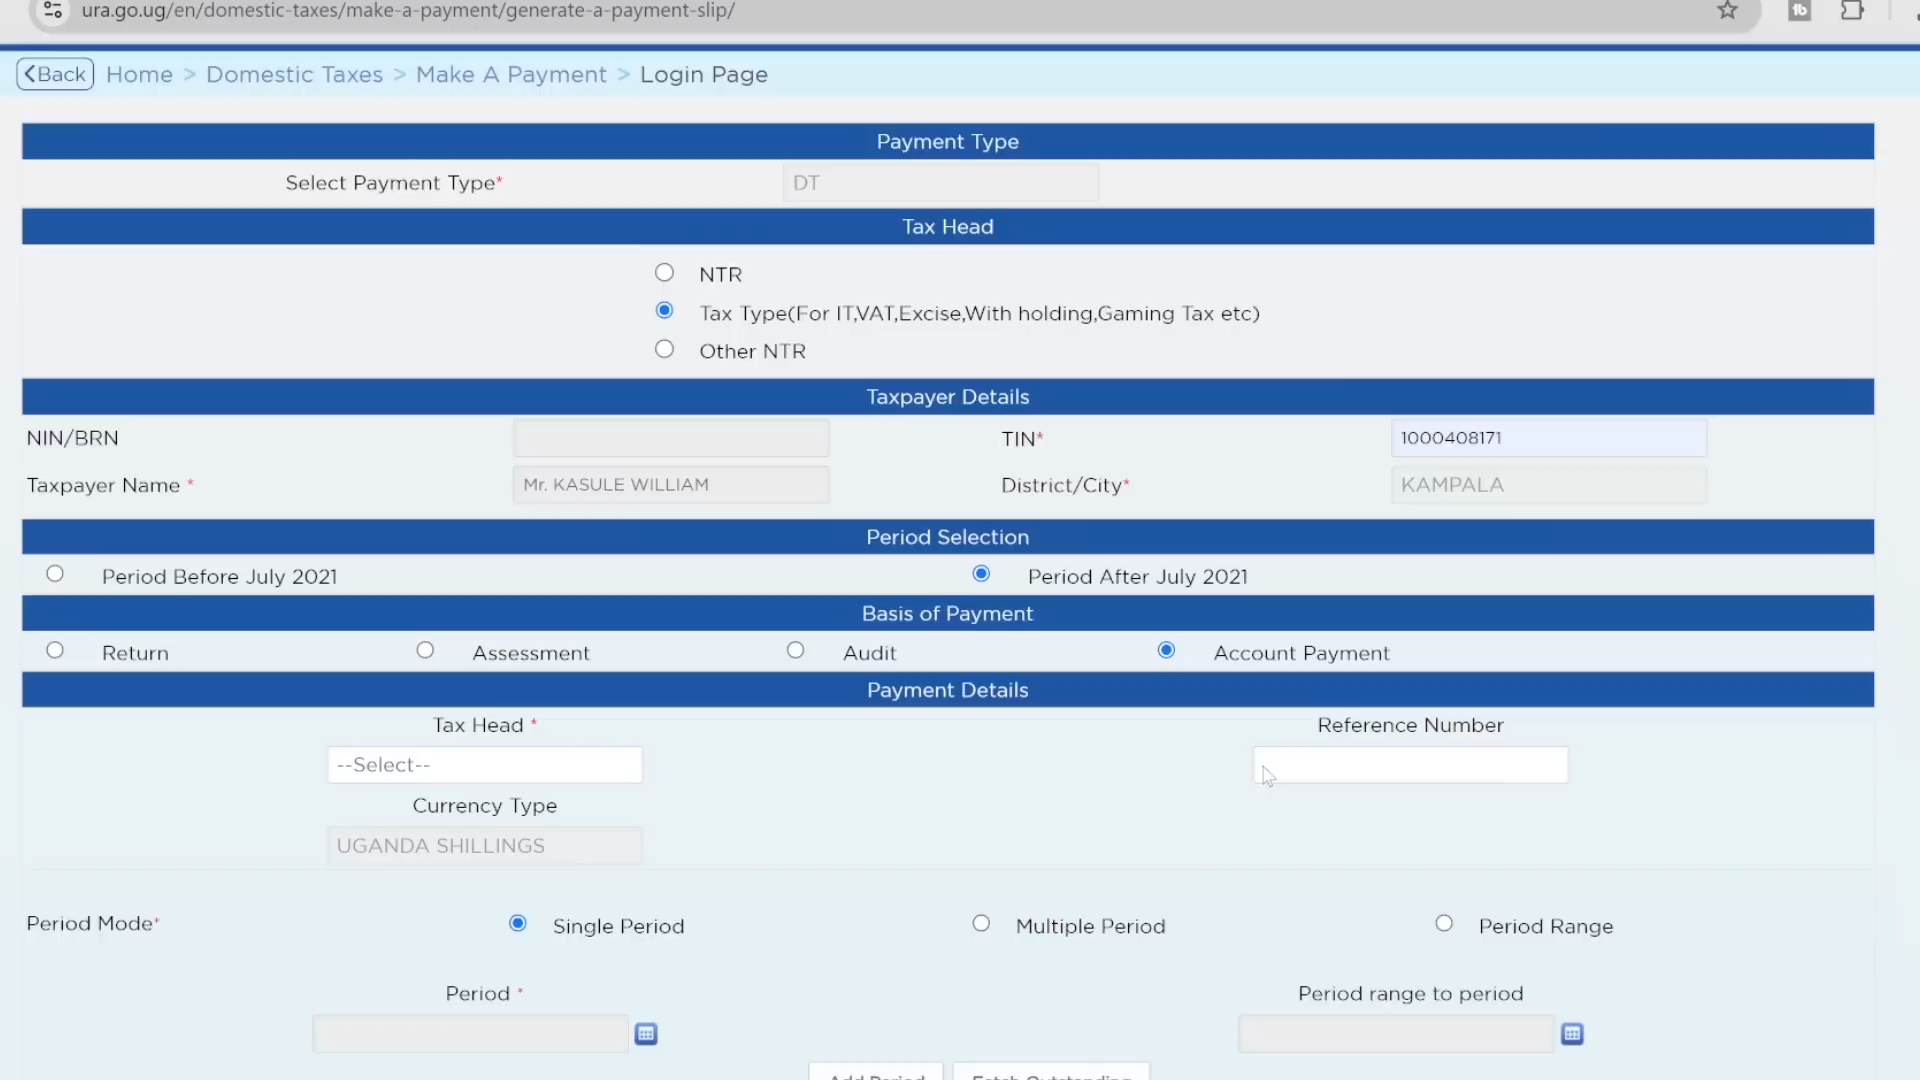 ura.go.ug/en/domestic-taxes/make-a-payment/generate-a-payment-slip/
Back Home > Domestic Taxes > Make A Payment > Login Page
Payment Type
Select Payment Type* DT
Tax Head
NTR
Tax Type(For IT,VAT,Excise,With holding,Gaming Tax etc)
Other NTR
Taxpayer Details
NIN/BRN TIN* 1000408171
Taxpayer Name * Mr. KASULE WILLIAM District/City* KAMPALA
Period Selection
Period Before July 2021 Period After July 2021
Basis of Payment
Return Assessment Audit Account Payment
Payment Details
Tax Head * Reference Number
--Select--
Currency Type
UGANDA SHILLINGS
Period Mode* Single Period Multiple Period Period Range
Period * Period range to period
Add Period Fetch Outstanding